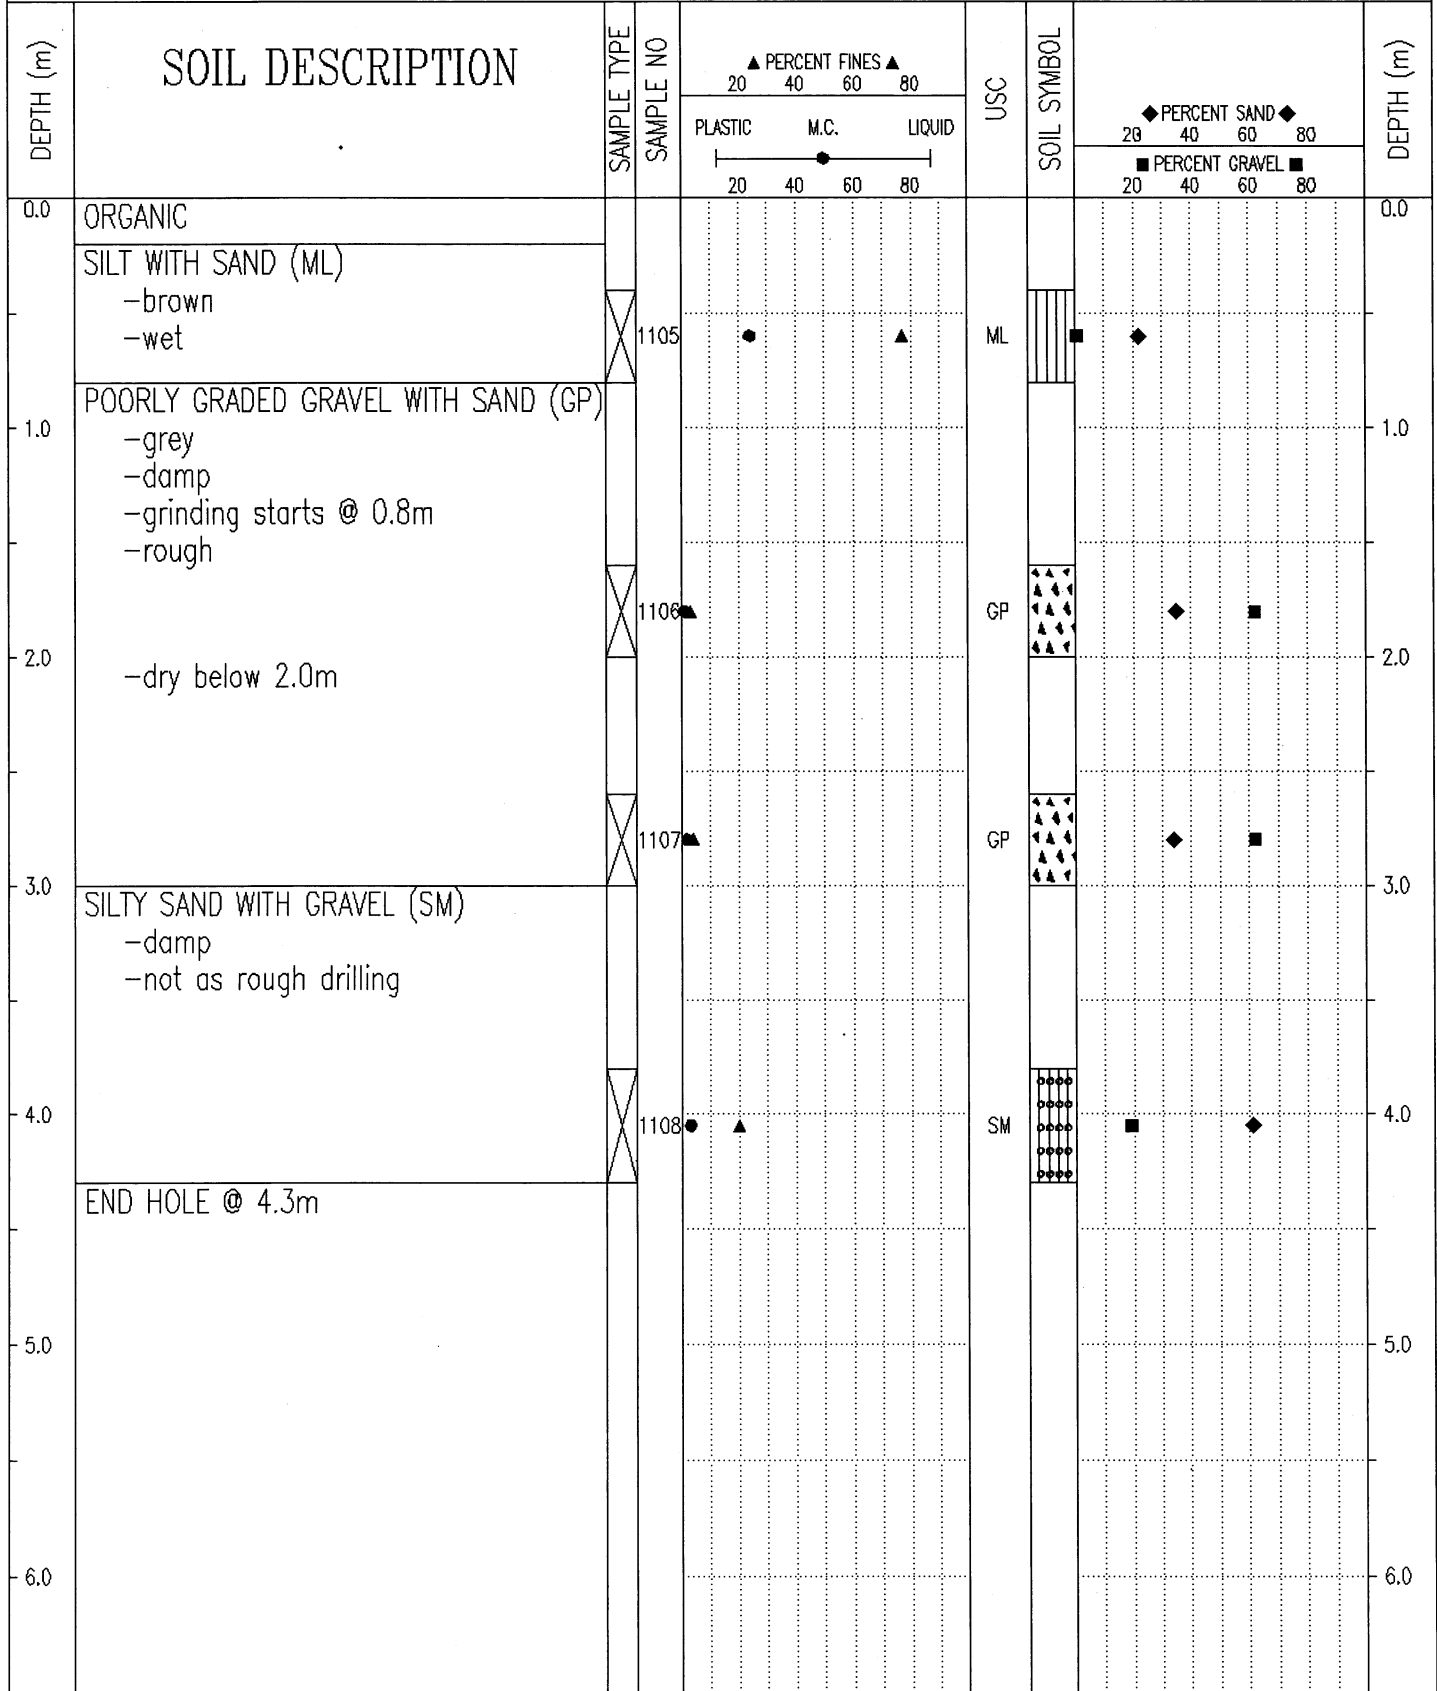 DEPTH (m)
SOIL DESCRIPTION
SAMPLE TYPE
SAMPLE NO
▲ PERCENT FINES ▲
20 40 60 80
PLASTIC M.C. LIQUID
20 40 60 80
USC
SOIL SYMBOL
◆ PERCENT SAND ◆
20 40 60 80
■ PERCENT GRAVEL ■
20 40 60 80
DEPTH (m)
0.0 ORGANIC 0.0
SILT WITH SAND (ML)
-brown
-wet 1105 ML
POORLY GRADED GRAVEL WITH SAND (GP)
1.0 1.0
-grey
-damp
-grinding starts @ 0.8m
-rough
1106 GP
2.0 2.0
-dry below 2.0m
1107 GP
3.0 3.0
SILTY SAND WITH GRAVEL (SM)
-damp
-not as rough drilling
4.0 4.0
1108 SM
END HOLE @ 4.3m
5.0 5.0
6.0 6.0